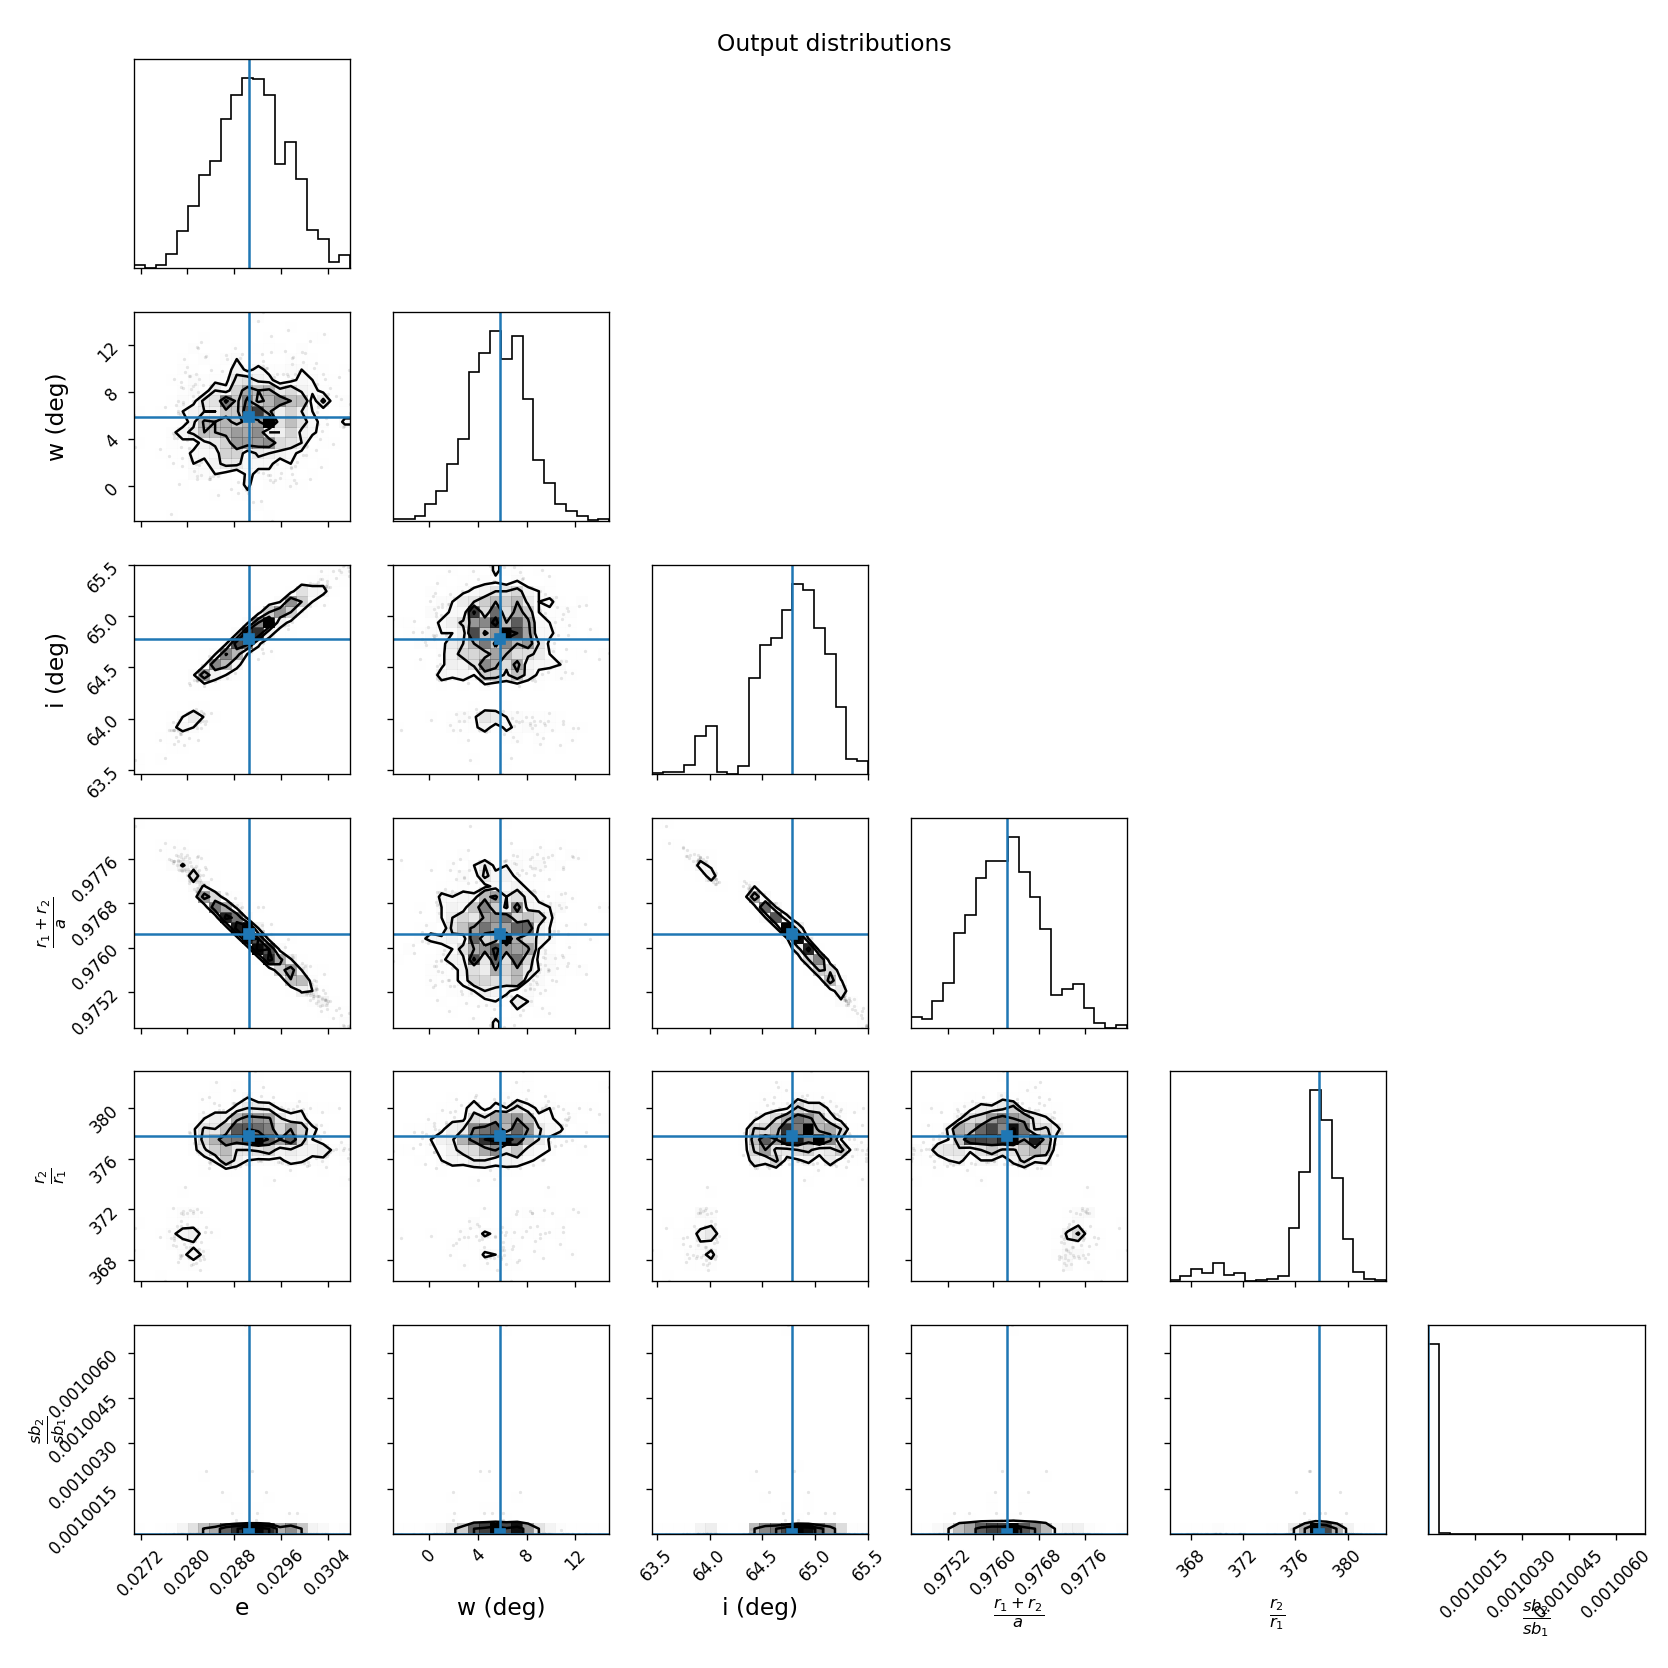 Output distributions
w (deg)
12
8
4
0
i (deg)
65.5
65.0
64.5
64.0
63.5
r₁ + r₂
a
0.9776
0.9768
0.9760
0.9752
r₂
r₁
380
376
372
368
sb₂
sb₁
0.0010060
0.0010045
0.0010030
0.0010015
0.0272 0.0280 0.0288 0.0296 0.0304
0 4 8 12
63.5 64.0 64.5 65.0 65.5
0.9752 0.9760 0.9768 0.9776
368 372 376 380
0.0010015 0.0010030 0.0010045 0.0010060
e
w (deg)
i (deg)
r₁ + r₂
a
r₂
r₁
sb₂
sb₁